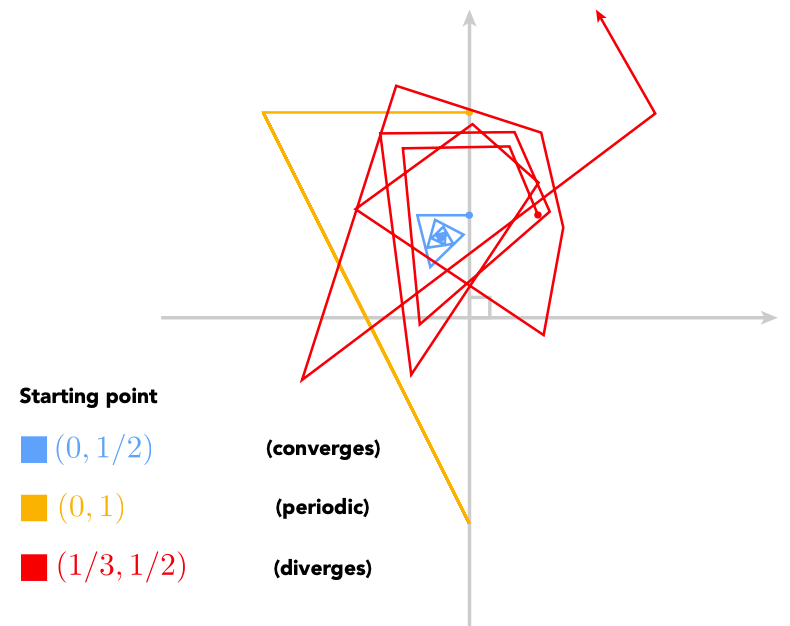 Starting point
(0, 1/2) (converges)
(0, 1) (periodic)
(1/3, 1/2) (diverges)